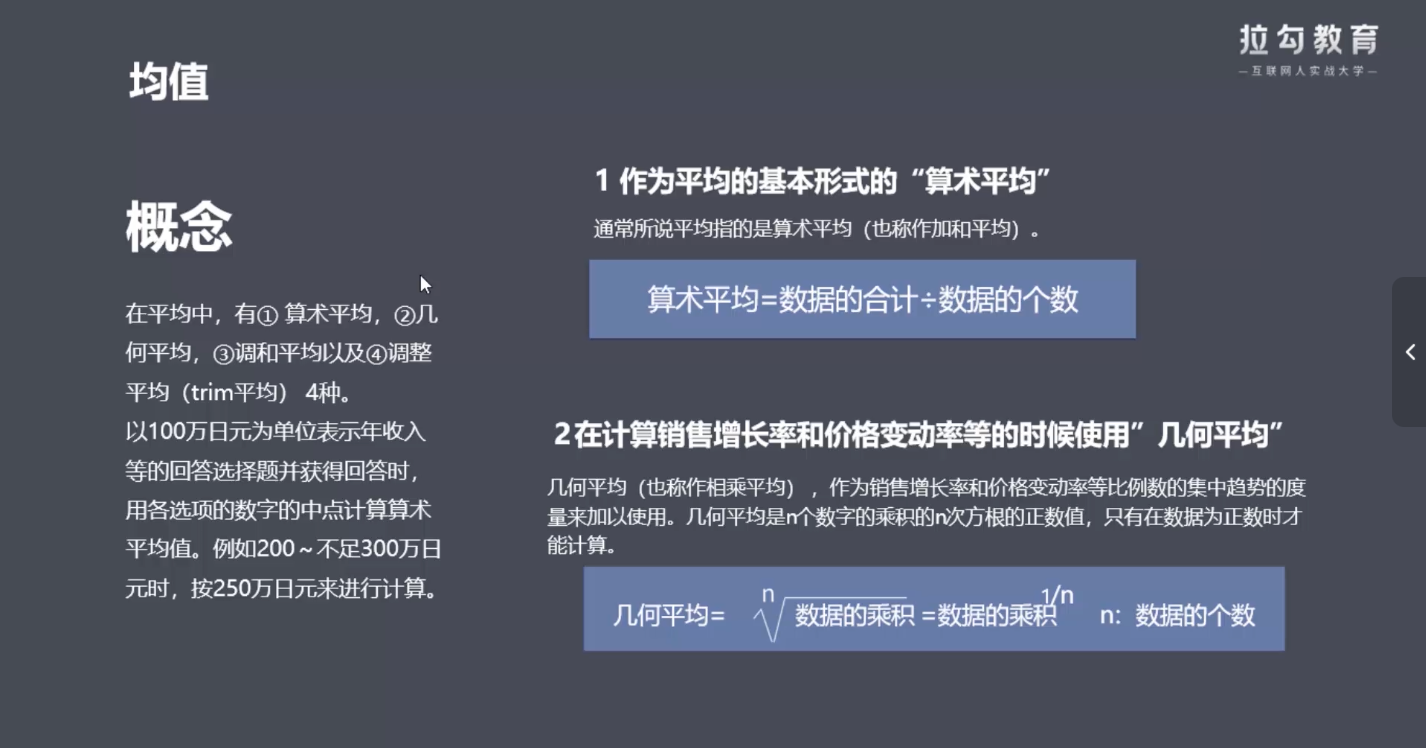 拉勾教育
—互联网人实战大学—
均值
概念
在平均中，有① 算术平均，②几
何平均，③调和平均以及④调整
平均（trim平均） 4种。
以100万日元为单位表示年收入
等的回答选择题并获得回答时，
用各选项的数字的中点计算算术
平均值。例如200～不足300万日
元时，按250万日元来进行计算。
1 作为平均的基本形式的“算术平均”
通常所说平均指的是算术平均（也称作加和平均）。
算术平均=数据的合计÷数据的个数
2在计算销售增长率和价格变动率等的时候使用”几何平均”
几何平均（也称作相乘平均），作为销售增长率和价格变动率等比例数的集中趋势的度
量来加以使用。几何平均是n个数字的乘积的n次方根的正数值，只有在数据为正数时才
能计算。
几何平均= n√数据的乘积 =数据的乘积 1/n n：数据的个数